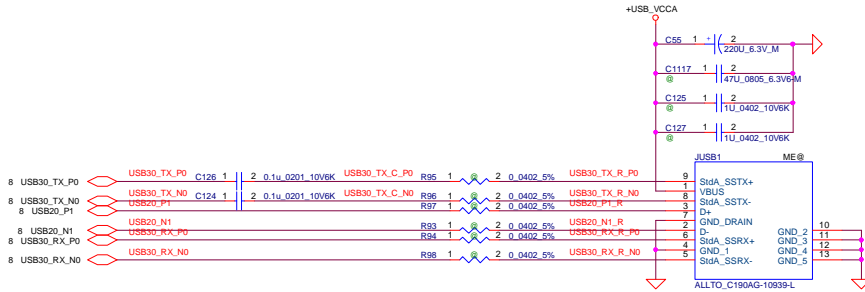 +USB_VCCA
C55 1 + 2 220U_6.3V_M
C1117 1 2 47U_0805_6.3V6-M
@
C125 1 2 1U_0402_10V6K
@
C127 1 2 1U_0402_10V6K
@
JUSB1 ME@
8 USB30_TX_P0 USB30_TX_P0 C126 1 2 0.1u_0201_10V6K USB30_TX_C_P0 R95 1 @ 2 0_0402_5% USB30_TX_R_P0 9 StdA_SSTX+
1 VBUS
8 USB30_TX_N0 USB30_TX_N0 C124 1 2 0.1u_0201_10V6K USB30_TX_C_N0 R96 1 @ 2 0_0402_5% USB30_TX_R_N0 8 StdA_SSTX-
8 USB20_P1 USB20_P1 R97 1 @ 2 0_0402_5% USB20_P1_R 3 D+
7 GND_DRAIN
8 USB20_N1 USB20_N1 R93 1 @ 2 0_0402_5% USB20_N1_R 2 D- GND_2 10
8 USB30_RX_P0 USB30_RX_P0 R94 1 @ 2 0_0402_5% USB30_RX_R_P0 6 StdA_SSRX+ GND_3 11
4 GND_1 GND_4 12
8 USB30_RX_N0 USB30_RX_N0 R98 1 @ 2 0_0402_5% USB30_RX_R_N0 5 StdA_SSRX- GND_5 13
ALLTO_C190AG-10939-L